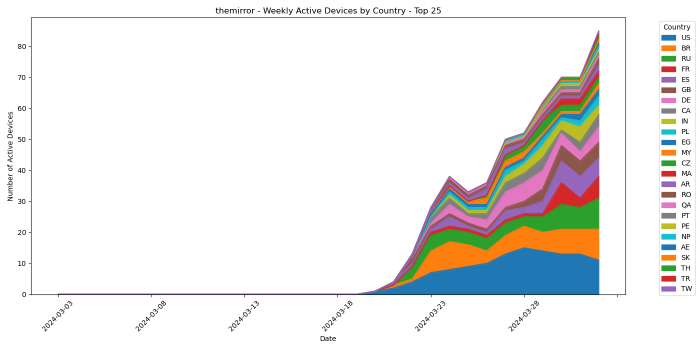 themirror - Weekly Active Devices by Country - Top 25
Number of Active Devices
80
70
60
50
40
30
20
10
0
2024-03-03
2024-03-08
2024-03-13
2024-03-18
2024-03-23
2024-03-28
Date
Country
US
BR
RU
FR
ES
GB
DE
CA
IN
PL
EG
MY
CZ
MA
AR
RO
QA
PT
PE
NP
AE
SK
TH
TR
TW